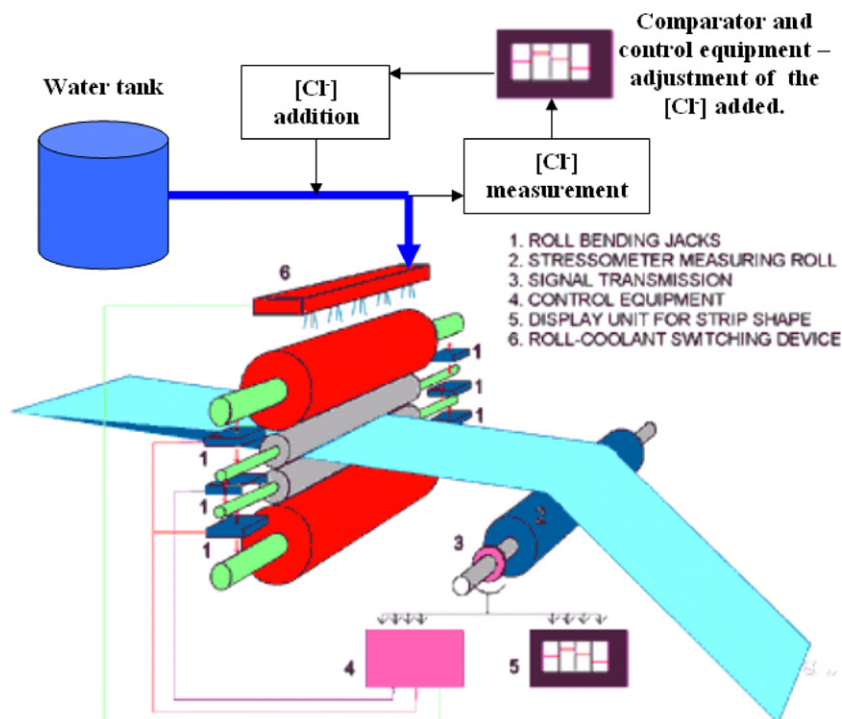 Comparator and
control equipment –
adjustment of the
[Cl-] added.
Water tank
[Cl-]
addition
[Cl-]
measurement
1. ROLL BENDING JACKS
2. STRESSOMETER MEASURING ROLL
3. SIGNAL TRANSMISSION
4. CONTROL EQUIPMENT
5. DISPLAY UNIT FOR STRIP SHAPE
6. ROLL-COOLANT SWITCHING DEVICE
6
1
1
1
1
1
1
2
3
4
5